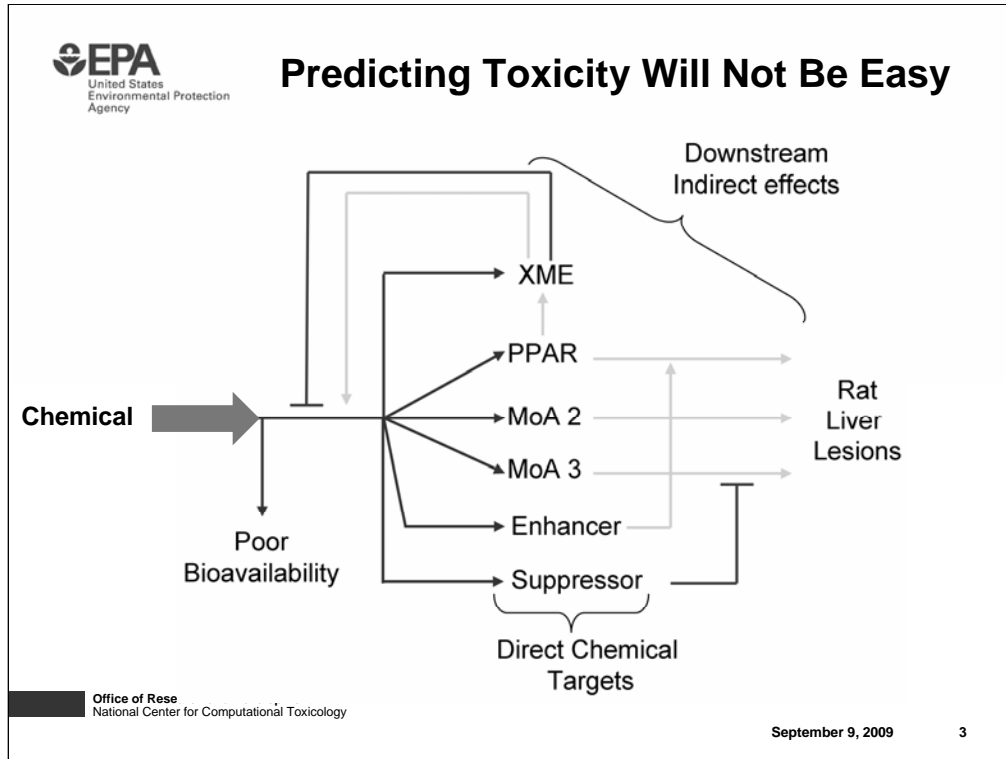 EPA
United States
Environmental Protection
Agency
Predicting Toxicity Will Not Be Easy
Downstream
Indirect effects
XME
PPAR
Chemical
MoA 2
Rat
Liver
Lesions
MoA 3
Enhancer
Poor
Bioavailability
Suppressor
Direct Chemical
Targets
Office of Rese
National Center for Computational Toxicology
September 9, 2009
3